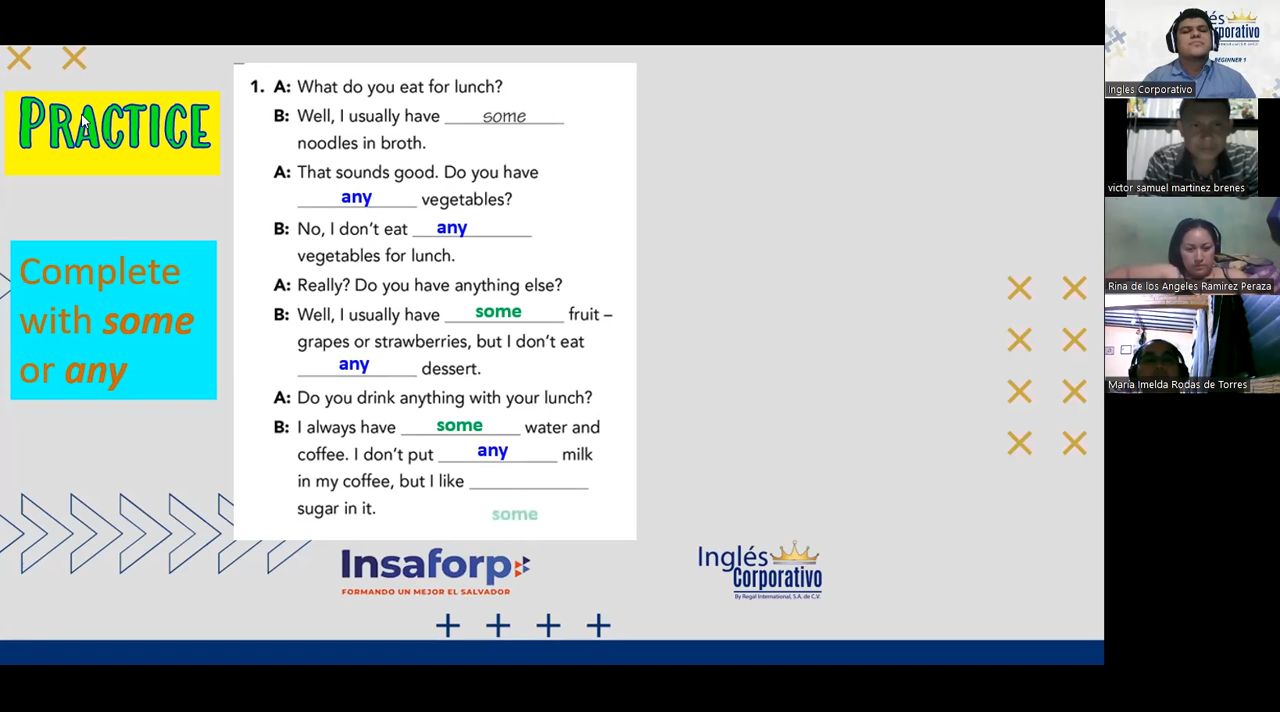 PRACTICE
Complete
with some
or any
1. A: What do you eat for lunch?
B: Well, I usually have some
noodles in broth.
A: That sounds good. Do you have
any vegetables?
B: No, I don't eat any
vegetables for lunch.
A: Really? Do you have anything else?
B: Well, I usually have some fruit –
grapes or strawberries, but I don't eat
any dessert.
A: Do you drink anything with your lunch?
B: I always have some water and
coffee. I don't put any milk
in my coffee, but I like
sugar in it.
some
Insaforp
FORMANDO UN MEJOR EL SALVADOR
Inglés
Corporativo
By Regal International, S.A. de C.V.
Inglés
Corporativo
BEGINNER 1
Ingles Corporativo
victor samuel martinez brenes
Rina de los Angeles Ramirez Peraza
María Imelda Rodas de Torres